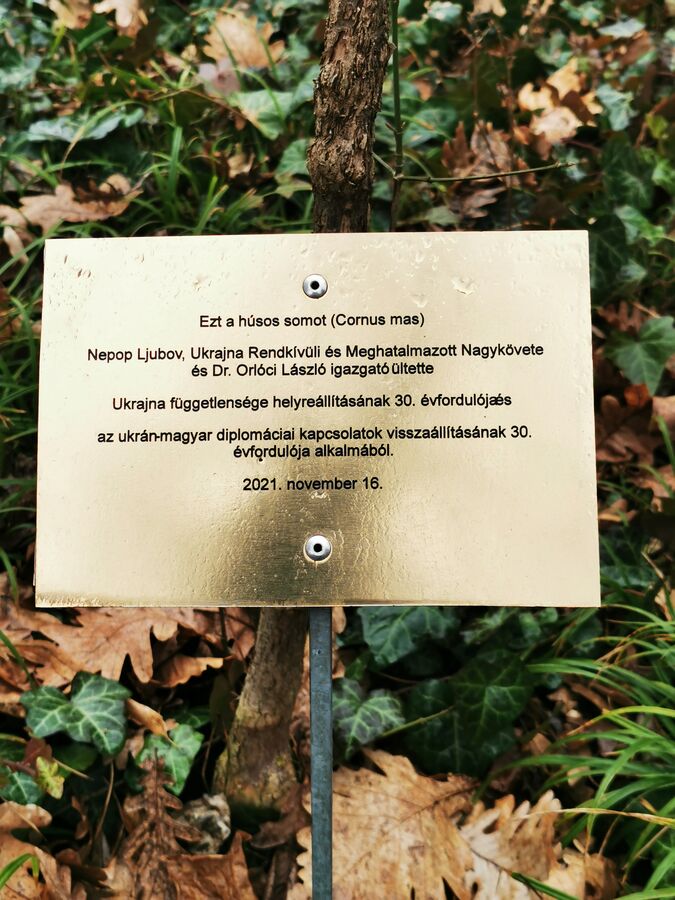 Ezt a húsos somot (Cornus mas)
Nepop Ljubov, Ukrajna Rendkívüli és Meghatalmazott Nagykövete
és Dr. Orlóci László igazgató ültette
Ukrajna függetlensége helyreállításának 30. évfordulójaés
az ukrán-magyar diplomáciai kapcsolatok visszaállításának 30.
évfordulója alkalmából.
2021. november 16.